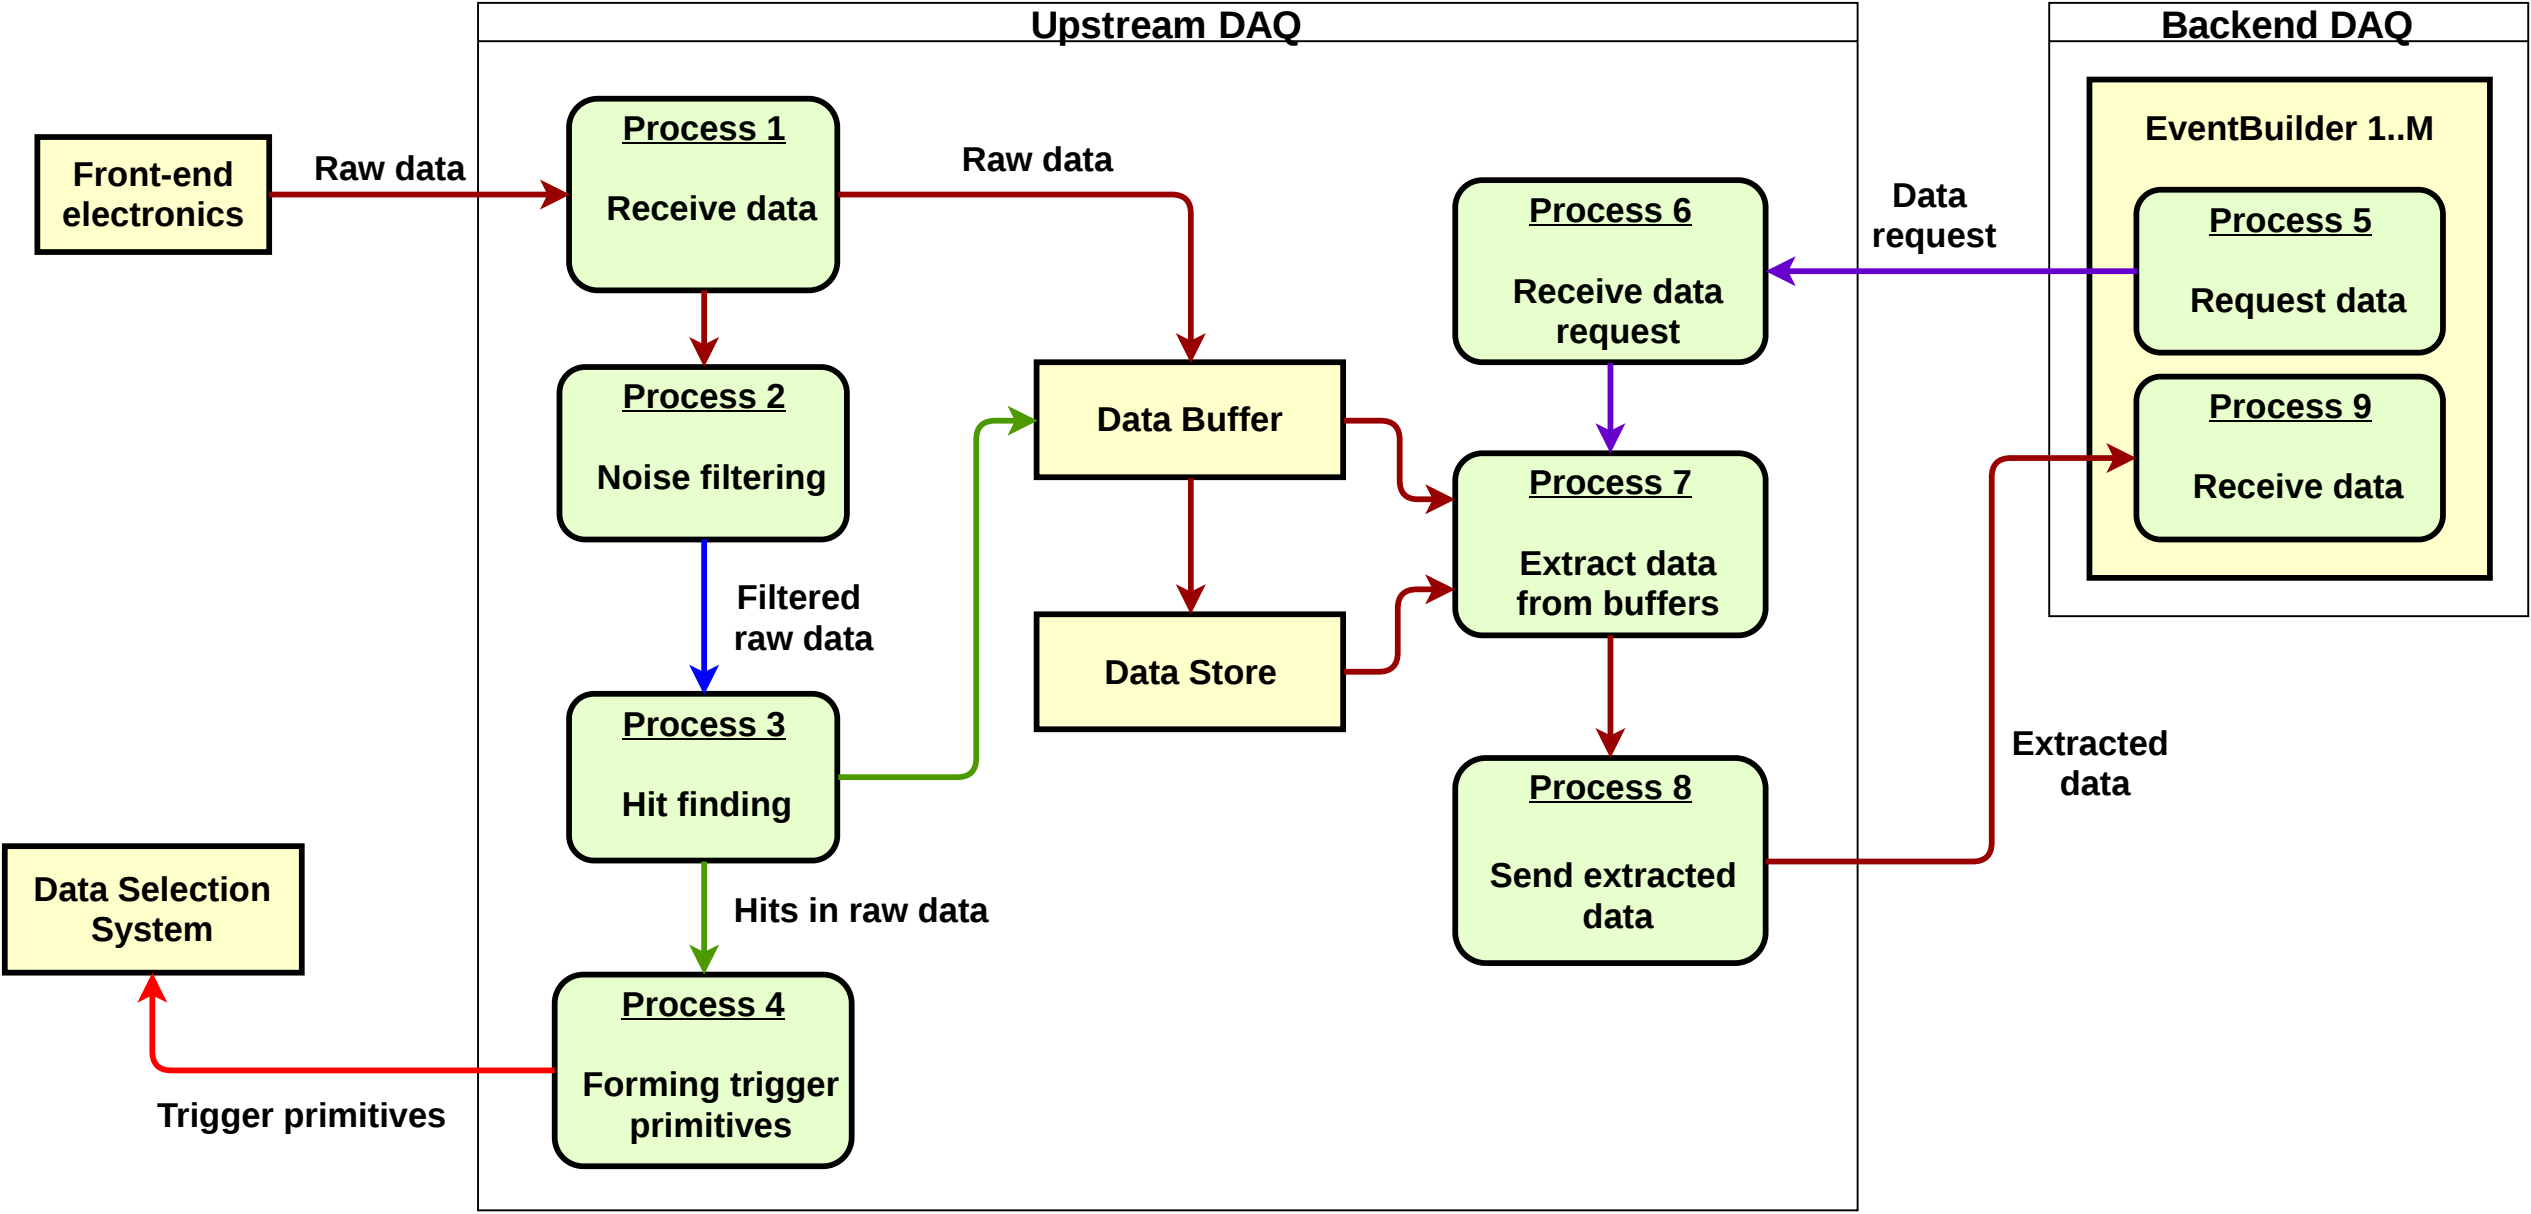 Upstream DAQ
Backend DAQ
Front-end
electronics
Raw data
Process 1
Receive data
Raw data
Process 2
Noise filtering
Filtered
raw data
Process 3
Hit finding
Hits in raw data
Process 4
Forming trigger
primitives
Trigger primitives
Data Selection
System
Data Buffer
Data Store
Process 6
Receive data
request
Process 7
Extract data
from buffers
Process 8
Send extracted
data
Data
request
Extracted
data
EventBuilder 1..M
Process 5
Request data
Process 9
Receive data